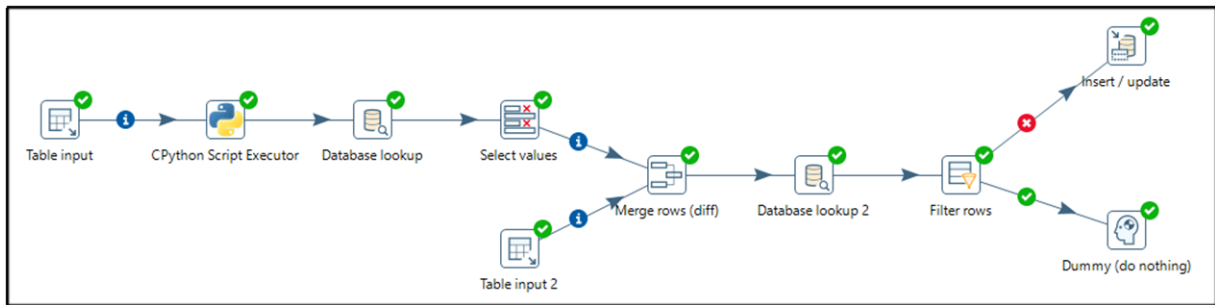 Insert / update
Table input
CPython Script Executor
Database lookup
Select values
Merge rows (diff)
Database lookup 2
Filter rows
Table input 2
Dummy (do nothing)